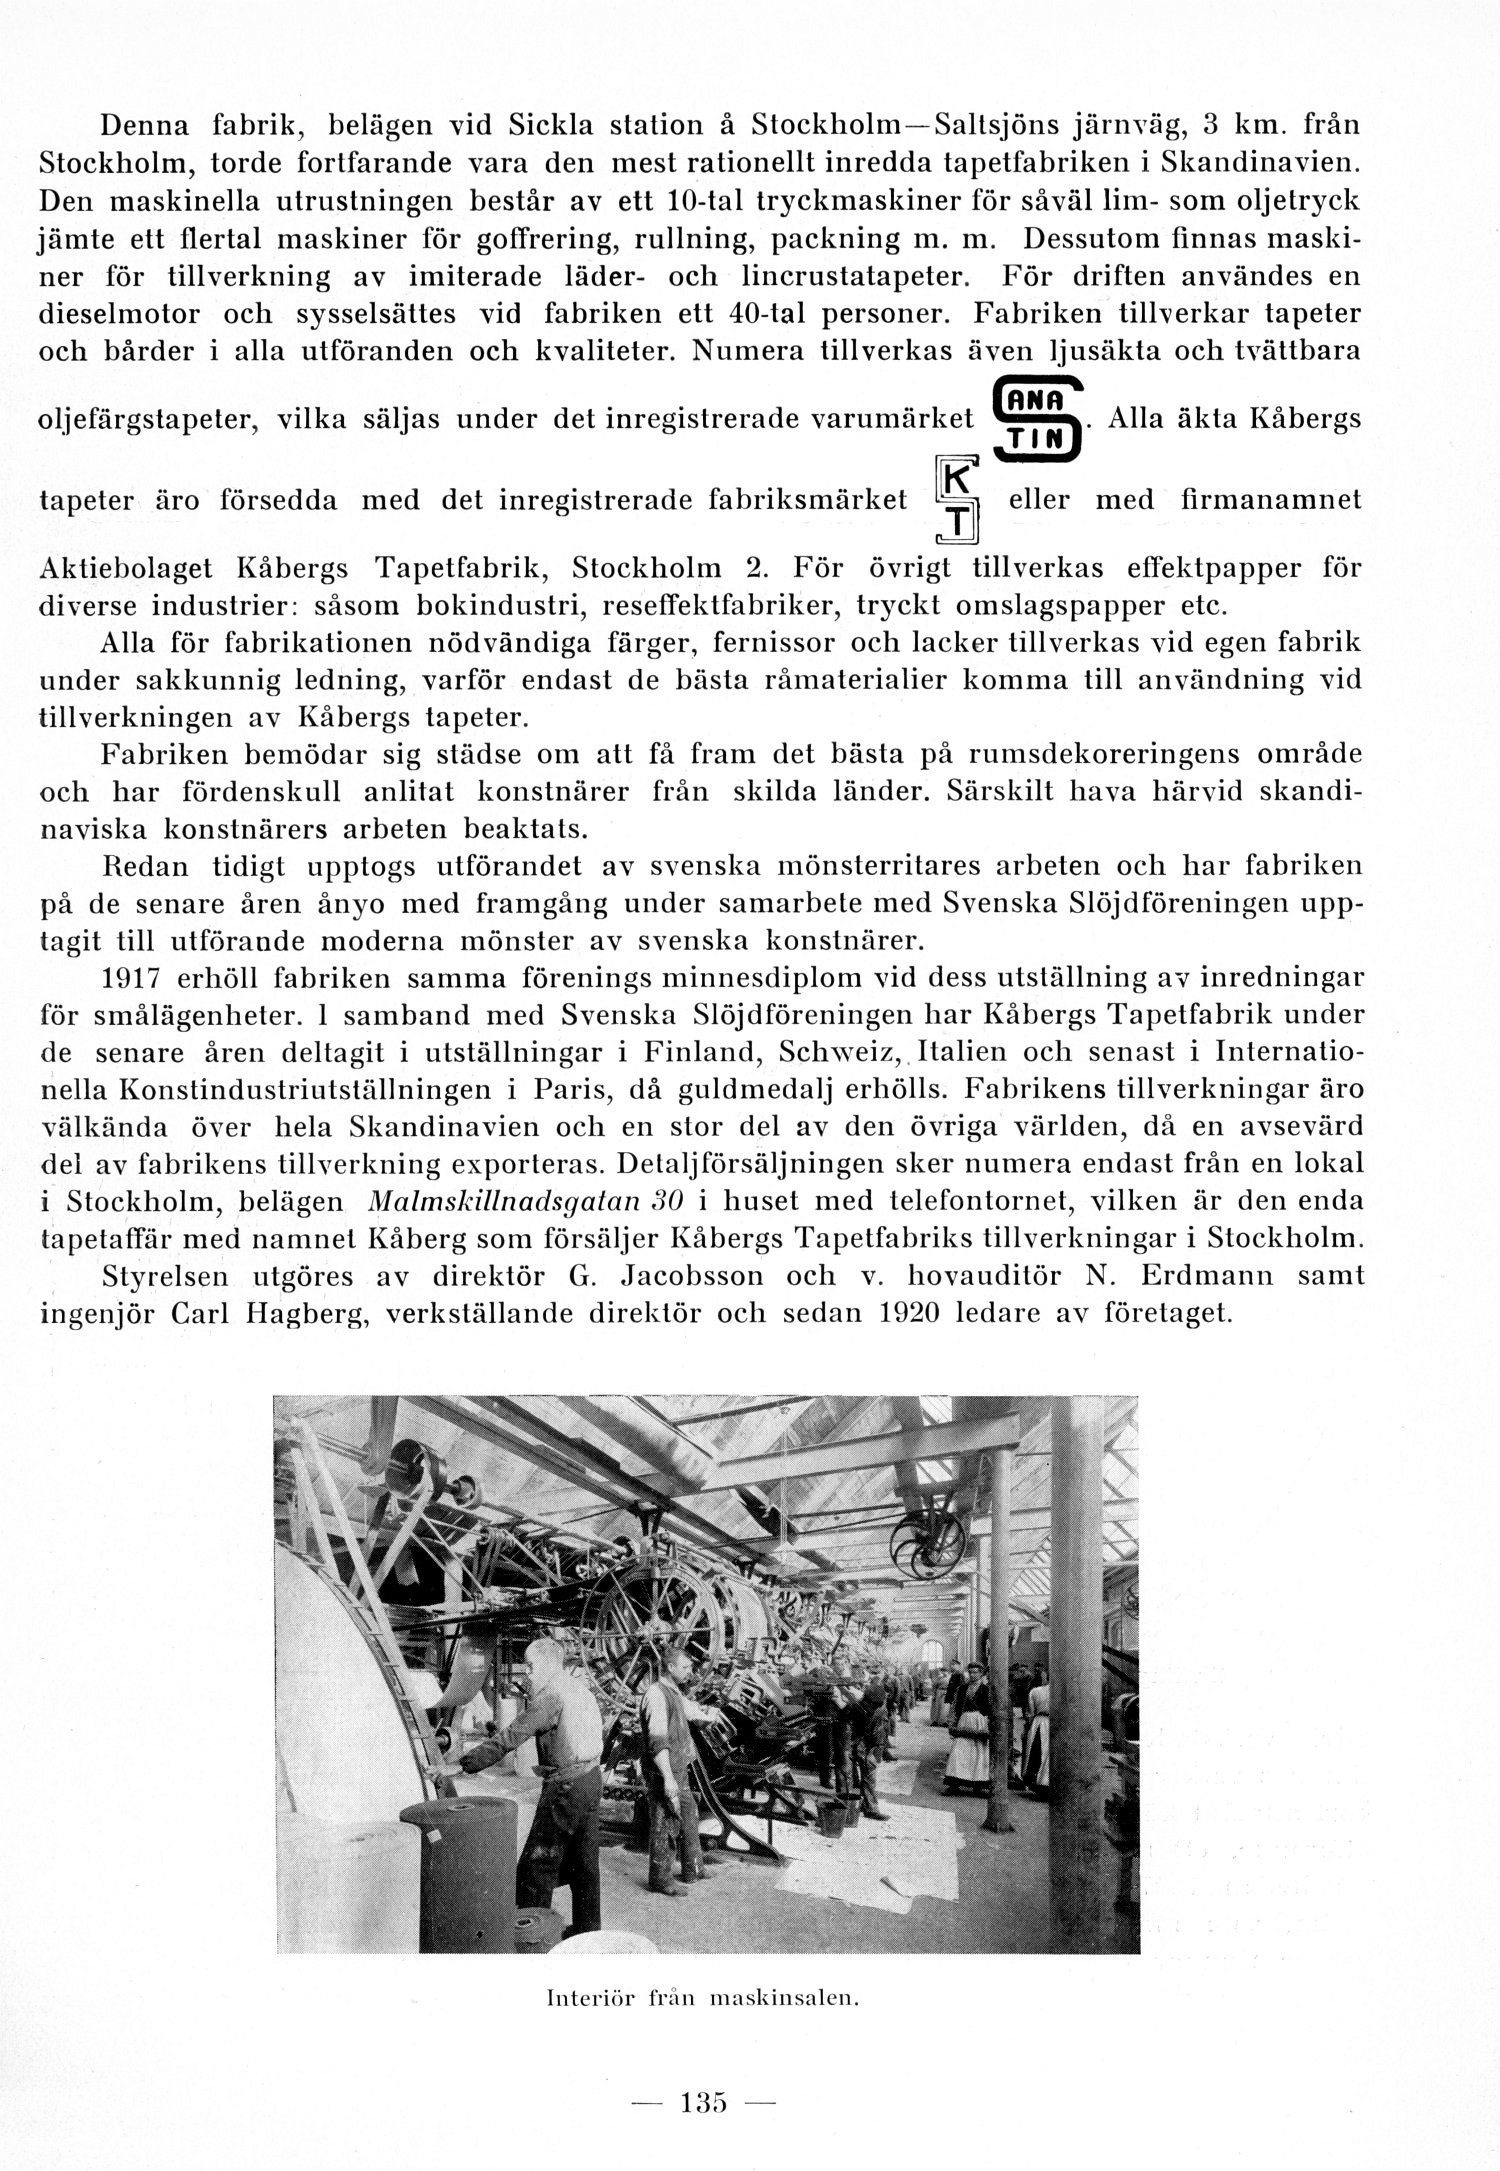 Denna fabrik, belägen vid Sickla station å Stockholm—Saltsjöns järnväg, 3 km. från
Stockholm, torde fortfarande vara den mest rationellt inredda tapetfabriken i Skandinavien.
Den maskinella utrustningen består av ett 10-tal tryckmaskiner för såväl lim- som oljetryck
jämte ett flertal maskiner för goffrering, rullning, packning m. m. Dessutom finnas maski-
ner för tillverkning av imiterade läder- och lincrustatapeter. För driften användes en
dieselmotor och sysselsättes vid fabriken ett 40-tal personer. Fabriken tillverkar tapeter
och bårder i alla utföranden och kvaliteter. Numera tillverkas även ljusäkta och tvättbara
oljefärgstapeter, vilka säljas under det inregistrerade varumärket SANATIN. Alla äkta Kåbergs
tapeter äro försedda med det inregistrerade fabriksmärket KT eller med firmanamnet
Aktiebolaget Kåbergs Tapetfabrik, Stockholm 2. För övrigt tillverkas effektpapper för
diverse industrier: såsom bokindustri, reseffektfabriker, tryckt omslagspapper etc.
Alla för fabrikationen nödvändiga färger, fernissor och lacker tillverkas vid egen fabrik
under sakkunnig ledning, varför endast de bästa råmaterialier komma till användning vid
tillverkningen av Kåbergs tapeter.
Fabriken bemödar sig städse om att få fram det bästa på rumsdekoreringens område
och har fördenskull anlitat konstnärer från skilda länder. Särskilt hava härvid skandi-
naviska konstnärers arbeten beaktats.
Redan tidigt upptogs utförandet av svenska mönsterritares arbeten och har fabriken
på de senare åren ånyo med framgång under samarbete med Svenska Slöjdföreningen upp-
tagit till utförande moderna mönster av svenska konstnärer.
1917 erhöll fabriken samma förenings minnesdiplom vid dess utställning av inredningar
för smålägenheter. I samband med Svenska Slöjdföreningen har Kåbergs Tapetfabrik under
de senare åren deltagit i utställningar i Finland, Schweiz, Italien och senast i Internatio-
nella Konstindustriutställningen i Paris, då guldmedalj erhölls. Fabrikens tillverkningar äro
välkända över hela Skandinavien och en stor del av den övriga världen, då en avsevärd
del av fabrikens tillverkning exporteras. Detaljförsäljningen sker numera endast från en lokal
i Stockholm, belägen Malmskillnadsgatan 30 i huset med telefontornet, vilken är den enda
tapetaffär med namnet Kåberg som försäljer Kåbergs Tapetfabriks tillverkningar i Stockholm.
Styrelsen utgöres av direktör G. Jacobsson och v. hovauditör N. Erdmann samt
ingenjör Carl Hagberg, verkställande direktör och sedan 1920 ledare av företaget.
Interiör från maskinsalen.
— 135 —